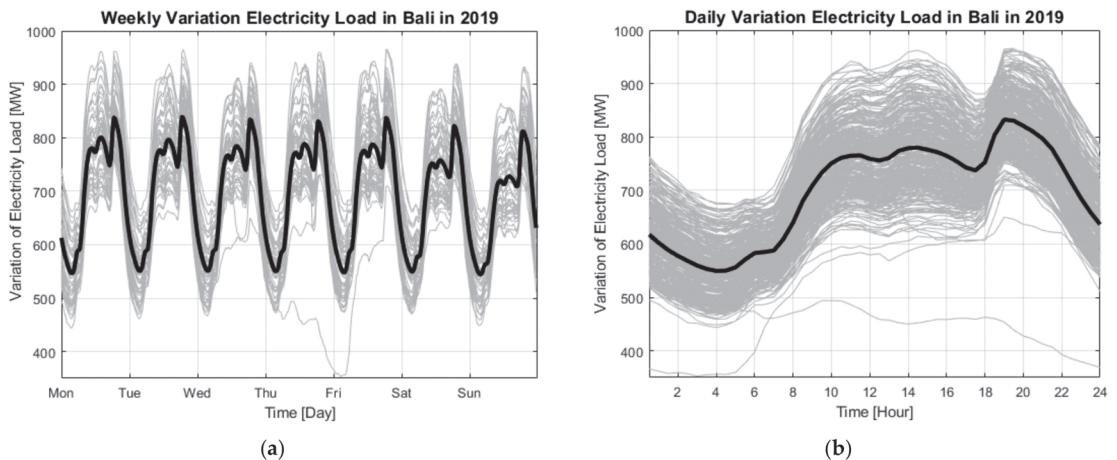 Weekly Variation Electricity Load in Bali in 2019
1000
900
800
700
600
500
400
Variation of Electricity Load [MW]
Mon Tue Wed Thu Fri Sat Sun
Time [Day]
(a)
Daily Variation Electricity Load in Bali in 2019
1000
900
800
700
600
500
400
Variation of Electricity Load [MW]
2 4 6 8 10 12 14 16 18 20 22 24
Time [Hour]
(b)